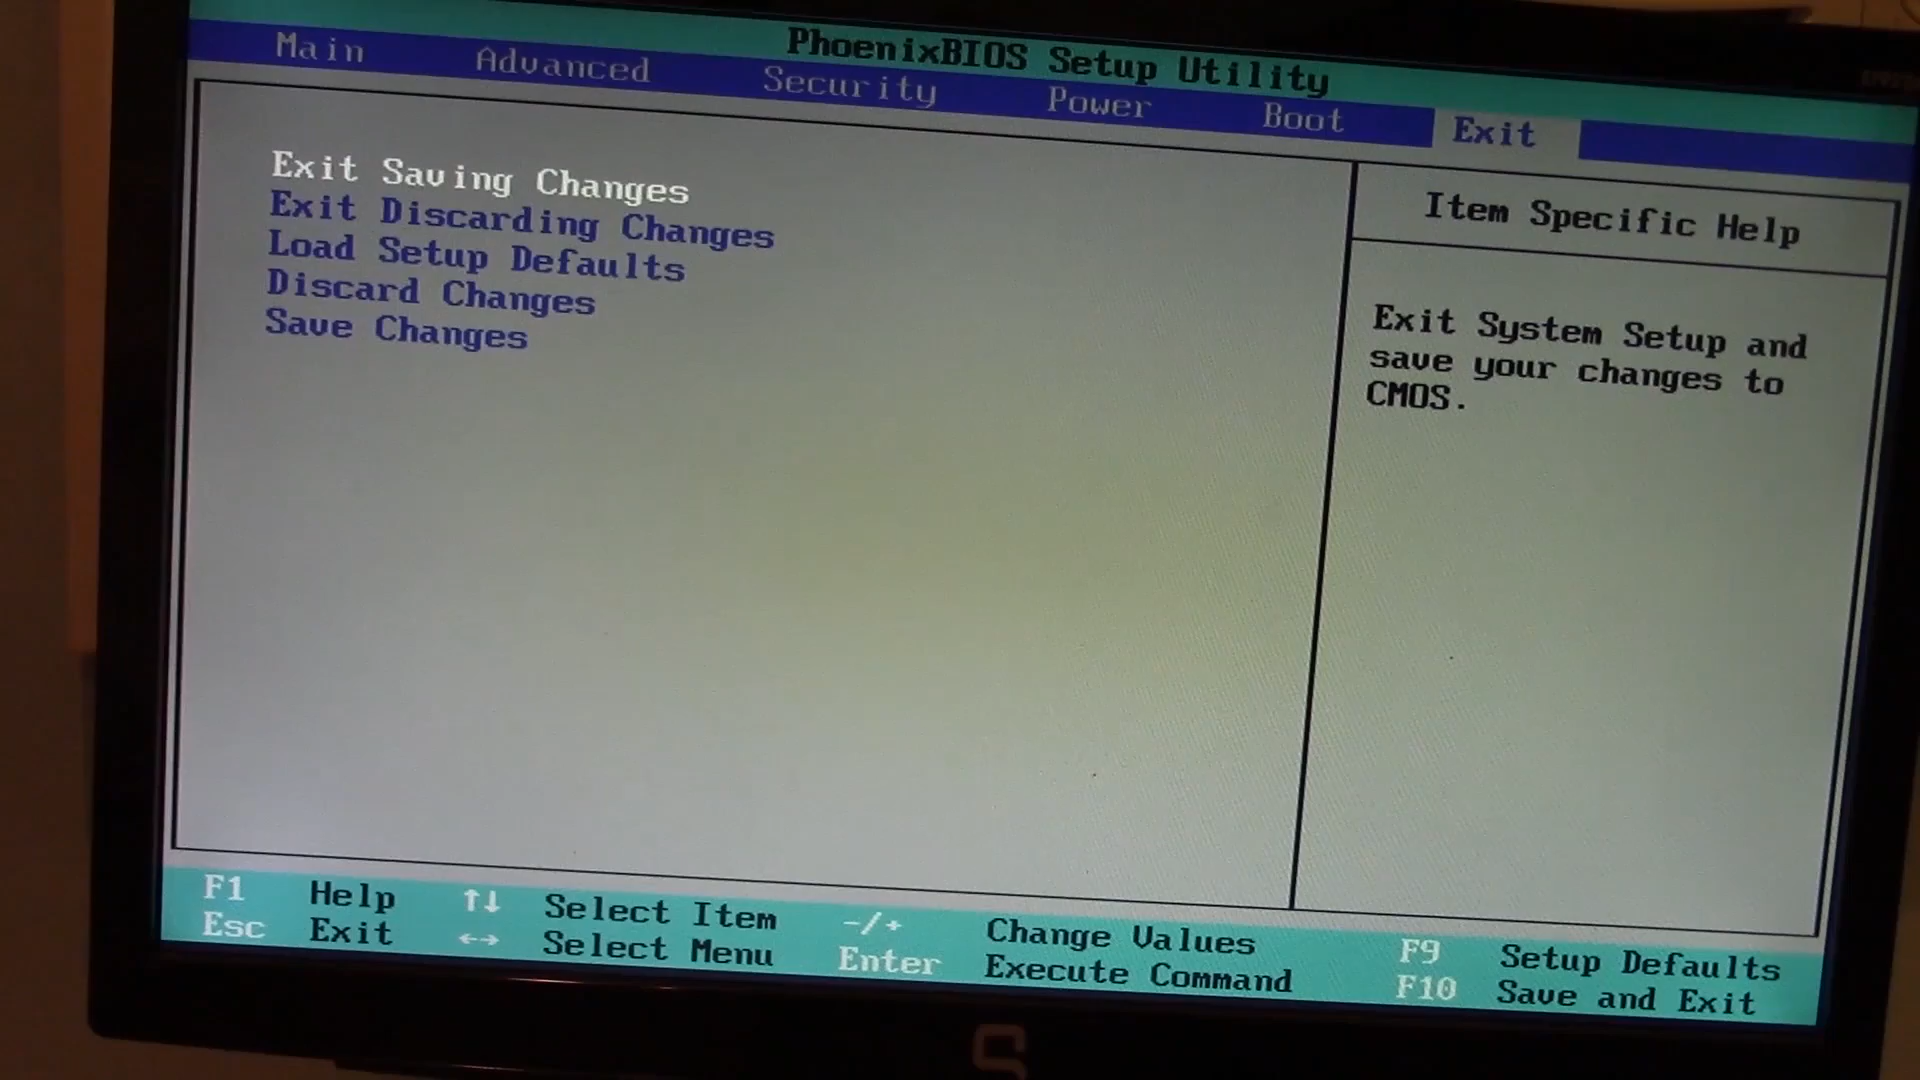 PhoenixBIOS Setup Utility
Main Advanced Security Power Boot Exit
Exit Saving Changes
Exit Discarding Changes
Load Setup Defaults
Discard Changes
Save Changes
Item Specific Help
Exit System Setup and
save your changes to
CMOS.
F1 Help ↑↓ Select Item -/+ Change Values F9 Setup Defaults
Esc Exit ↔ Select Menu Enter Execute Command F10 Save and Exit